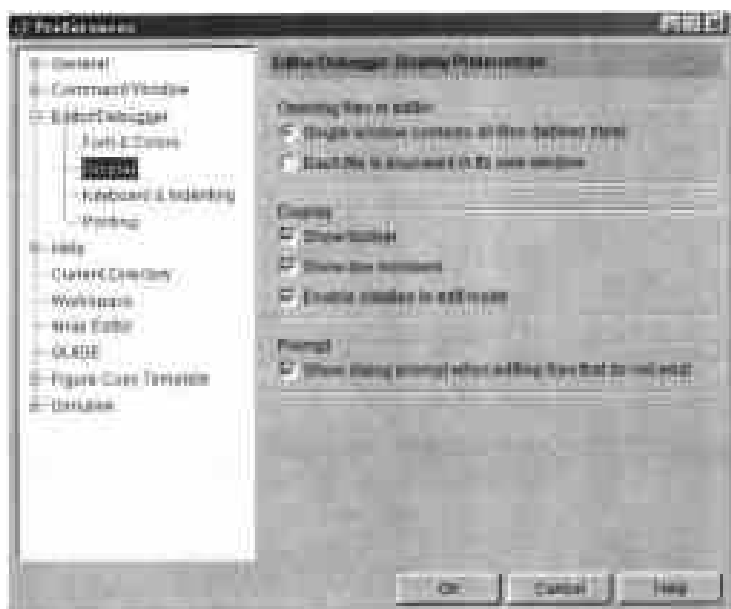 Preferences
General
Command Window
Editor/Debugger
Font & Colors
Display
Keyboard & Indenting
Printing
Help
Current Directory
Workspace
Array Editor
GUIDE
Figure Copy Template
Simulink
Editor/Debugger Display Preferences
Opening files in editor
Single window contains all files
Each file is displayed in its own window
Display
Show toolbar
Show line numbers
Enable datatips in edit mode
Prompt
Show dialog prompt when editing files that do not exist
OK
Cancel
Help